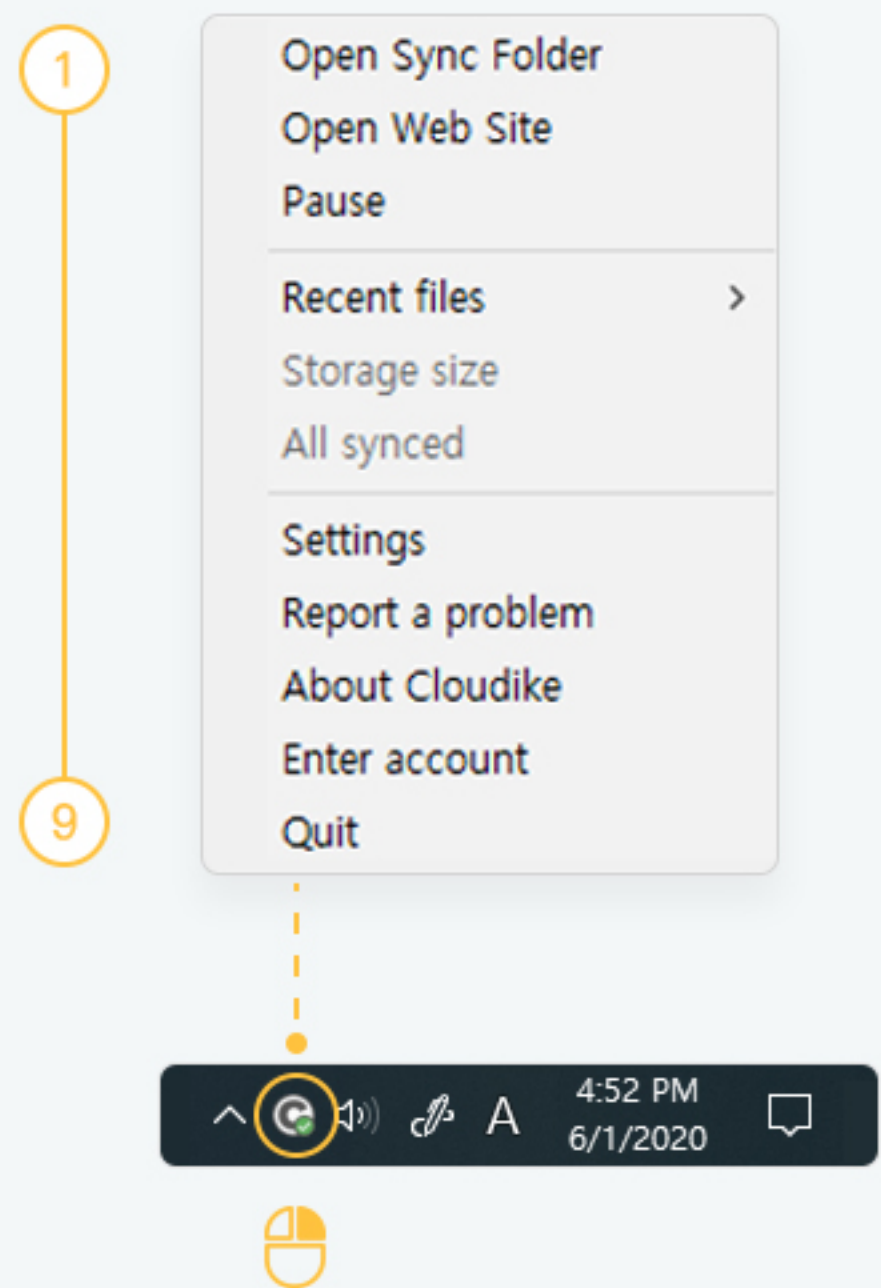 1
Open Sync Folder
Open Web Site
Pause
Recent files
Storage size
All synced
Settings
Report a problem
About Cloudike
Enter account
9
Quit
A
4:52 PM
6/1/2020